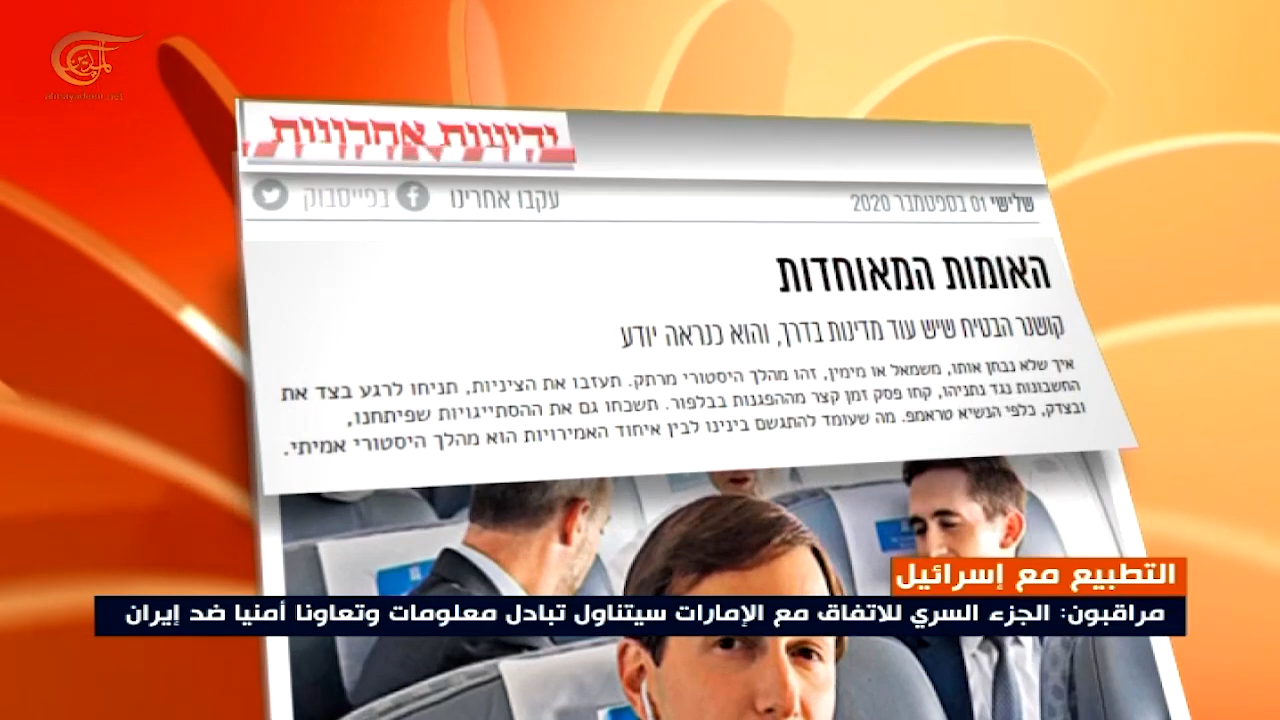 الميادين
almayadeen.net
ידיעות אחרונות
שלישי 01 בספטמבר 2020
עקבו אחרינו בפייסבוק
האומות המאוחדות
קושנר הבטיח שיש עוד מדינות בדרך, והוא כנראה יודע
איך שלא נבחן אותו, משמאל או מימין, זהו מהלך היסטורי מרתק. תעזבו את הציניות, תניחו לרגע בצד את
החשבונות נגד נתניהו, קחו פסק זמן קצר מההפגנות בבלפור. תשכחו גם את ההסתייגויות שפיתחנו,
ובצדק, כלפי הנשיא טראמפ. מה שעומד להתגשם בינינו לבין איחוד האמירויות הוא מהלך היסטורי אמיתי.
التطبيع مع إسرائيل
مراقبون: الجزء السري للاتفاق مع الإمارات سيتناول تبادل معلومات وتعاونا أمنيا ضد إيران